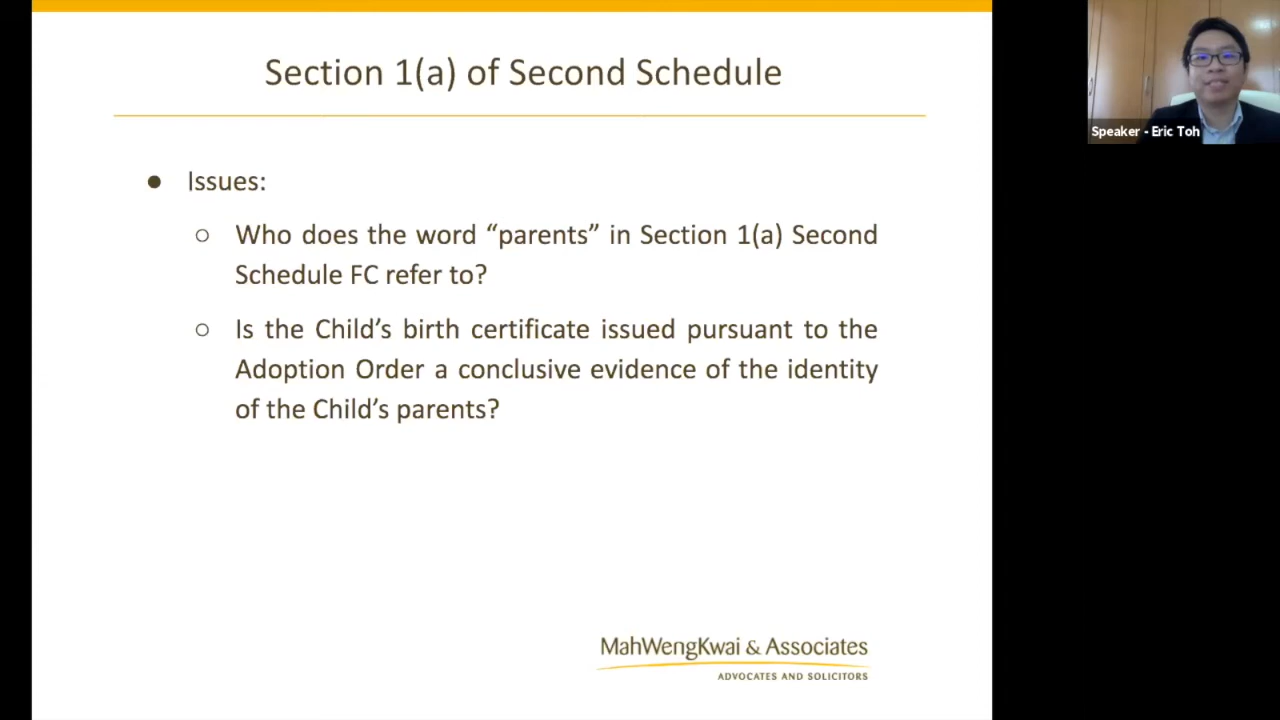 Section 1(a) of Second Schedule
● Issues:
○ Who does the word “parents” in Section 1(a) Second
Schedule FC refer to?
○ Is the Child’s birth certificate issued pursuant to the
Adoption Order a conclusive evidence of the identity
of the Child’s parents?
MahWengKwai & Associates
ADVOCATES AND SOLICITORS
Speaker - Eric Toh